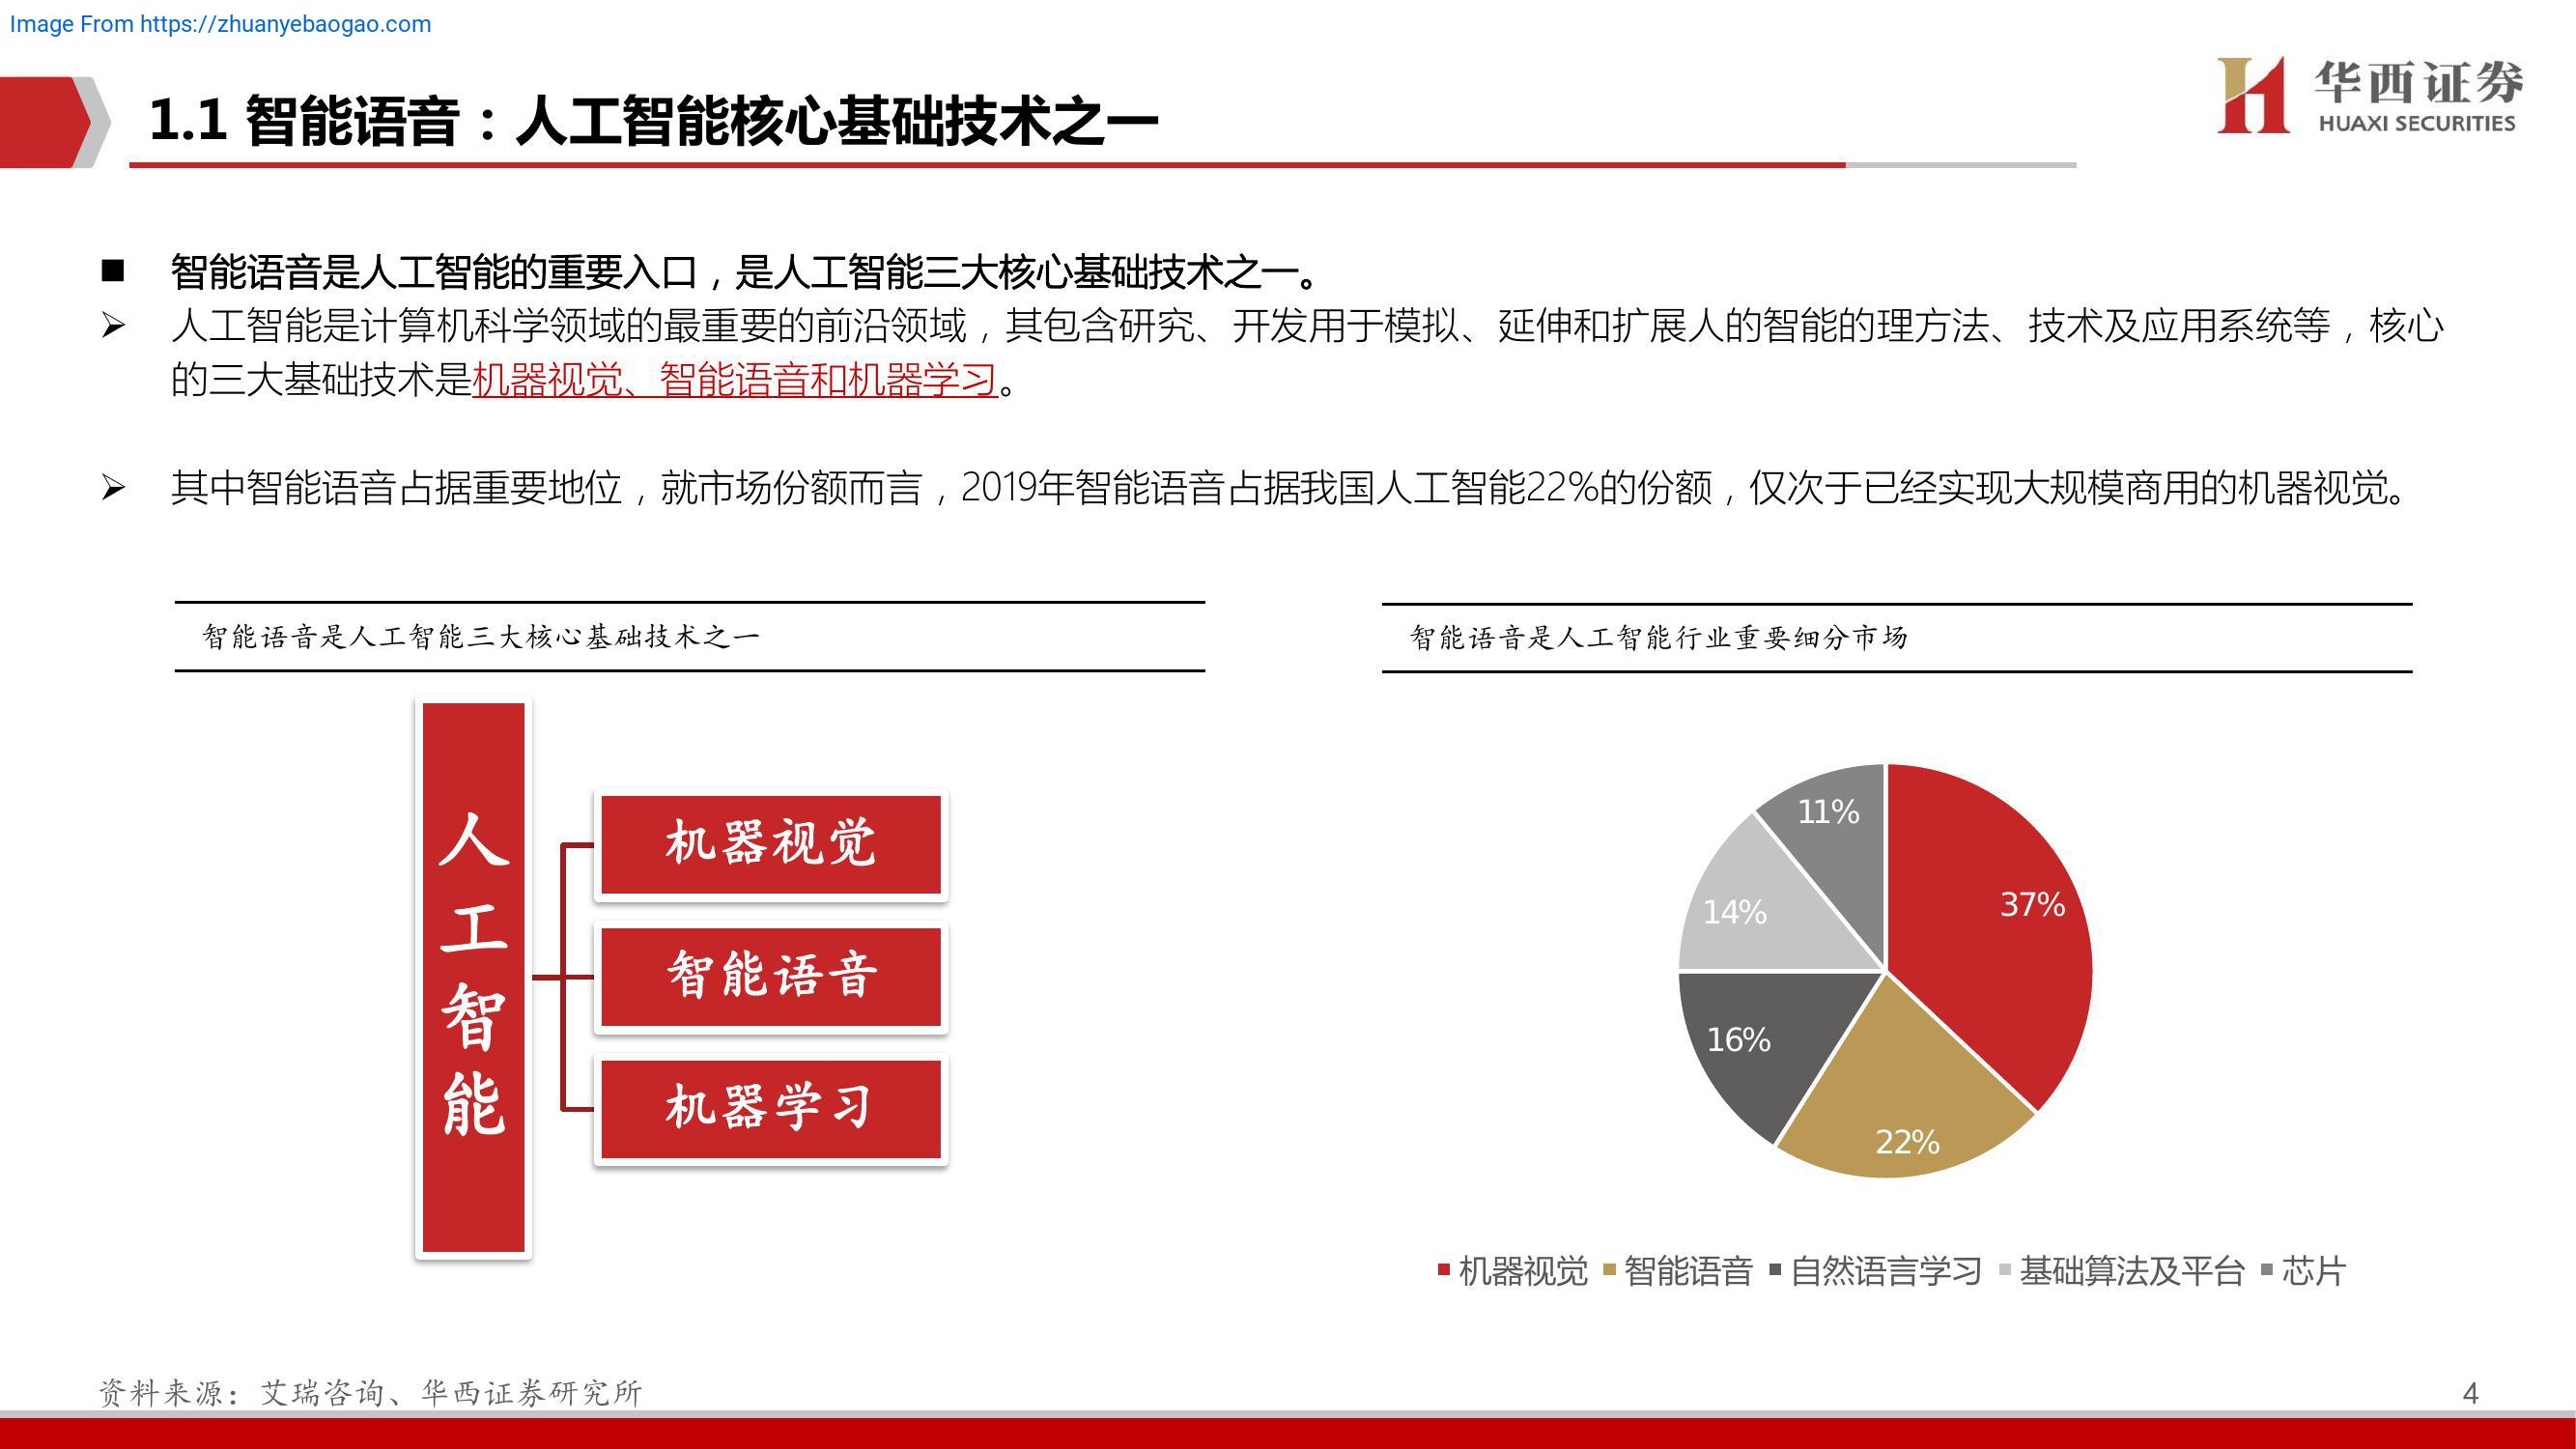 Image From https://zhuanyebaogao.com
华西证券
HUAXI SECURITIES
1.1 智能语音：人工智能核心基础技术之一
智能语音是人工智能的重要入口，是人工智能三大核心基础技术之一。
人工智能是计算机科学领域的最重要的前沿领域，其包含研究、开发用于模拟、延伸和扩展人的智能的理方法、技术及应用系统等，核心
的三大基础技术是机器视觉、智能语音和机器学习。
其中智能语音占据重要地位，就市场份额而言，2019年智能语音占据我国人工智能22%的份额，仅次于已经实现大规模商用的机器视觉。
智能语音是人工智能三大核心基础技术之一
人工智能
机器视觉
智能语音
机器学习
智能语音是人工智能行业重要细分市场
11%
37%
14%
16%
22%
机器视觉 智能语音 自然语言学习 基础算法及平台 芯片
资料来源：艾瑞咨询、华西证券研究所
4